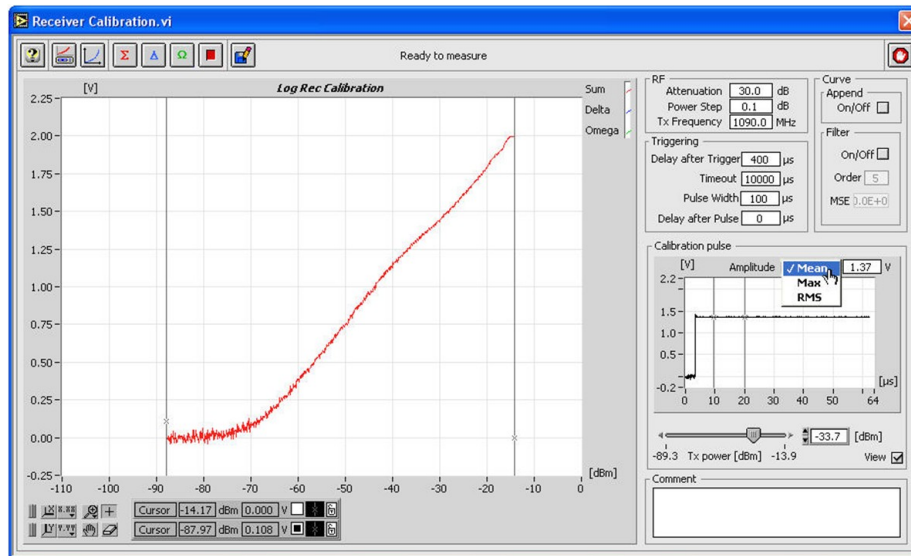 Receiver Calibration.vi
Σ Δ Ω
Ready to measure
[V] Log Rec Calibration
Sum
Delta
Omega
2.25
2.00
1.75
1.50
1.25
1.00
0.75
0.50
0.25
0.00
-0.25
[dBm]
-110 -100 -90 -80 -70 -60 -50 -40 -30 -20 -10 0
Cursor -14.17 dBm 0.000 V
Cursor -87.97 dBm 0.108 V
RF
Attenuation 30.0 dB
Power Step 0.1 dB
Tx Frequency 1090.0 MHz
Triggering
Delay after Trigger 400 µs
Timeout 10000 µs
Pulse Width 100 µs
Delay after Pulse 0 µs
Curve
Append
On/Off
Filter
On/Off
Order 5
MSE 0.0E+0
Calibration pulse
[V] Amplitude ✓ Mean 1.37 V
Max
RMS
2.2
1.5
1.0
0.5
-0.2
[µs]
0 10 20 30 40 50 64
-33.7 [dBm]
-89.3 Tx power [dBm] -13.9 View
Comment